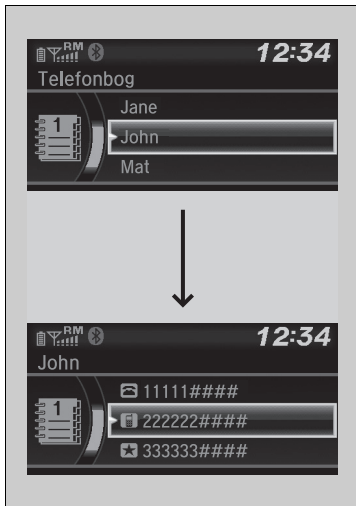 RM 12:34
Telefonbog
Jane
1 John
Mat
RM 12:34
John
11111####
1 222222####
333333####